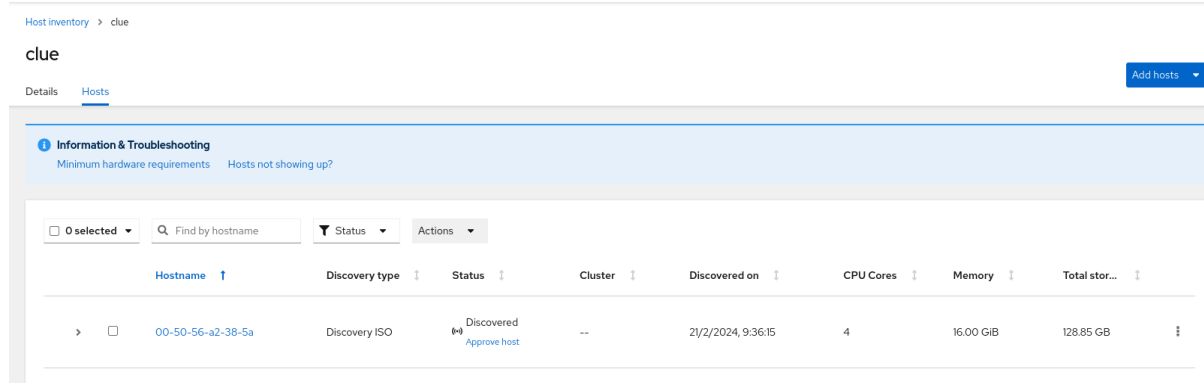 Host inventory > clue
clue
Add hosts
Details Hosts
Information & Troubleshooting
Minimum hardware requirements Hosts not showing up?
0 selected Find by hostname Status Actions
Hostname Discovery type Status Cluster Discovered on CPU Cores Memory Total stor...
00-50-56-a2-38-5a Discovery ISO Discovered -- 21/2/2024, 9:36:15 4 16.00 GiB 128.85 GB
Approve host